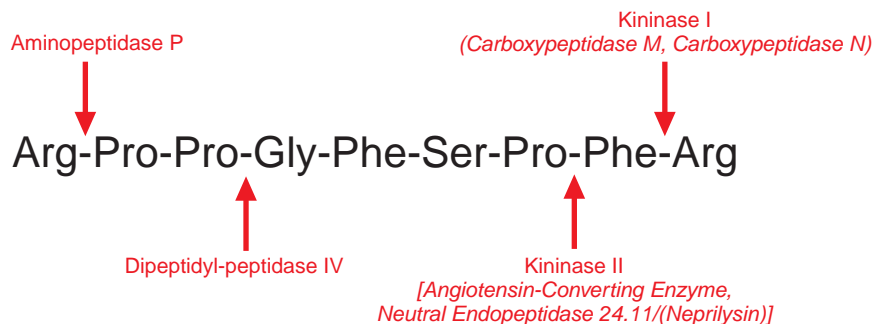 Kininase I
Aminopeptidase P
(Carboxypeptidase M, Carboxypeptidase N)
Arg-Pro-Pro-Gly-Phe-Ser-Pro-Phe-Arg
Dipeptidyl-peptidase IV
Kininase II
[Angiotensin-Converting Enzyme,
Neutral Endopeptidase 24.11/(Neprilysin)]